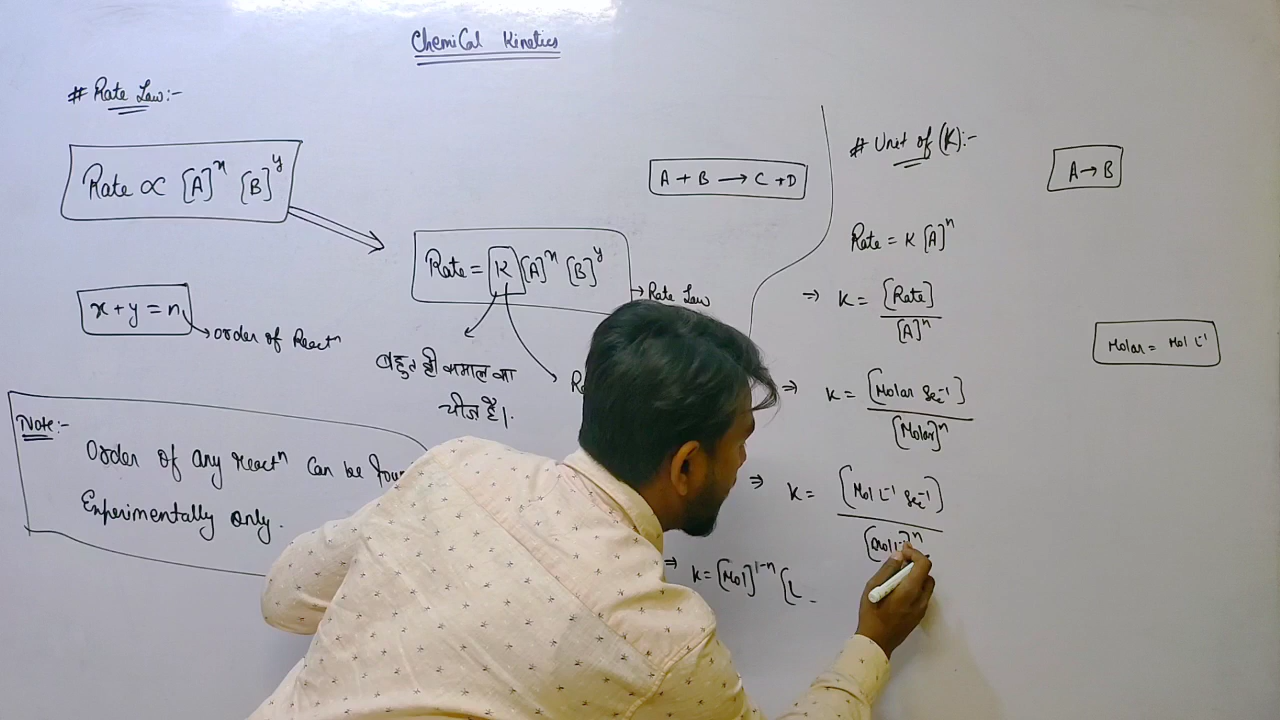 Chemical Kinetics
# Rate Law:-
Rate ∝ [A]^x [B]^y
Rate = K [A]^x [B]^y
→ Rate Law
x + y = n
→ order of Reactⁿ
बहुत ही कमाल का
चीज है।
Note:-
Order of any reactⁿ can be
Experimentally only.
A + B ⟶ C + D
# Unit of (K):-
A → B
Rate = K [A]^n
⇒ K = [Rate] / [A]^n
Molar = Mol L⁻¹
⇒ K = [Molar Sec⁻¹] / [Molar]^n
⇒ K = [Mol L⁻¹ Sec⁻¹] / [Mol L⁻¹]^n
⇒ K = [Mol]^1-n [L -